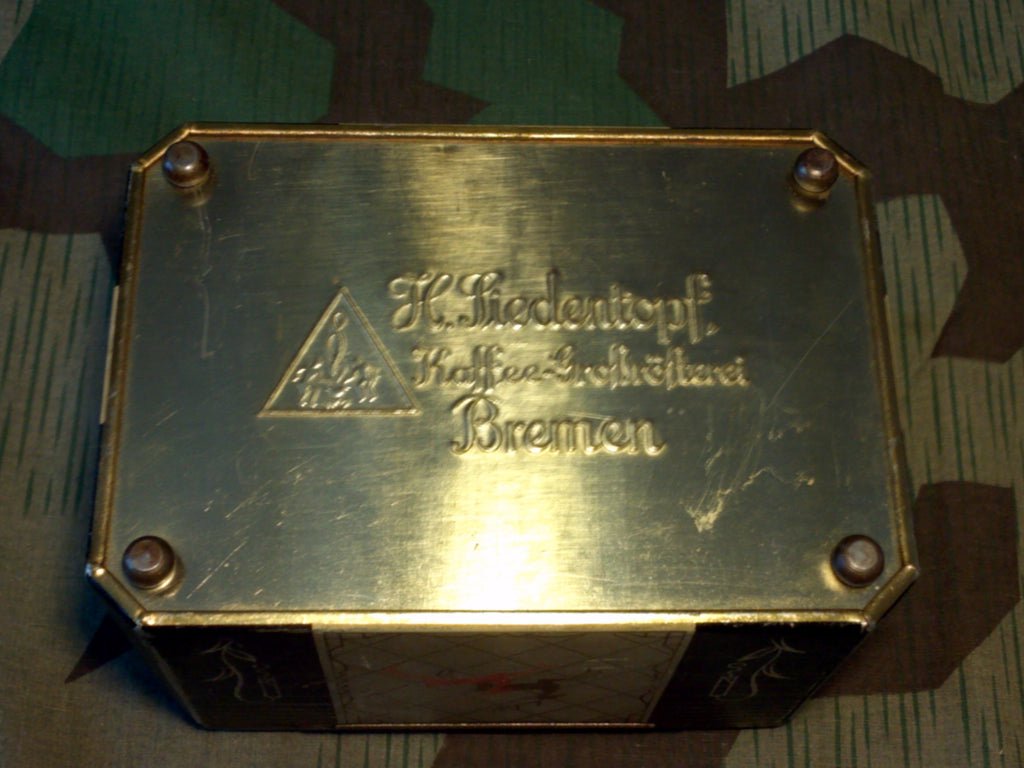 H. Siedentopf,
Kaffee-Großrösterei
Bremen